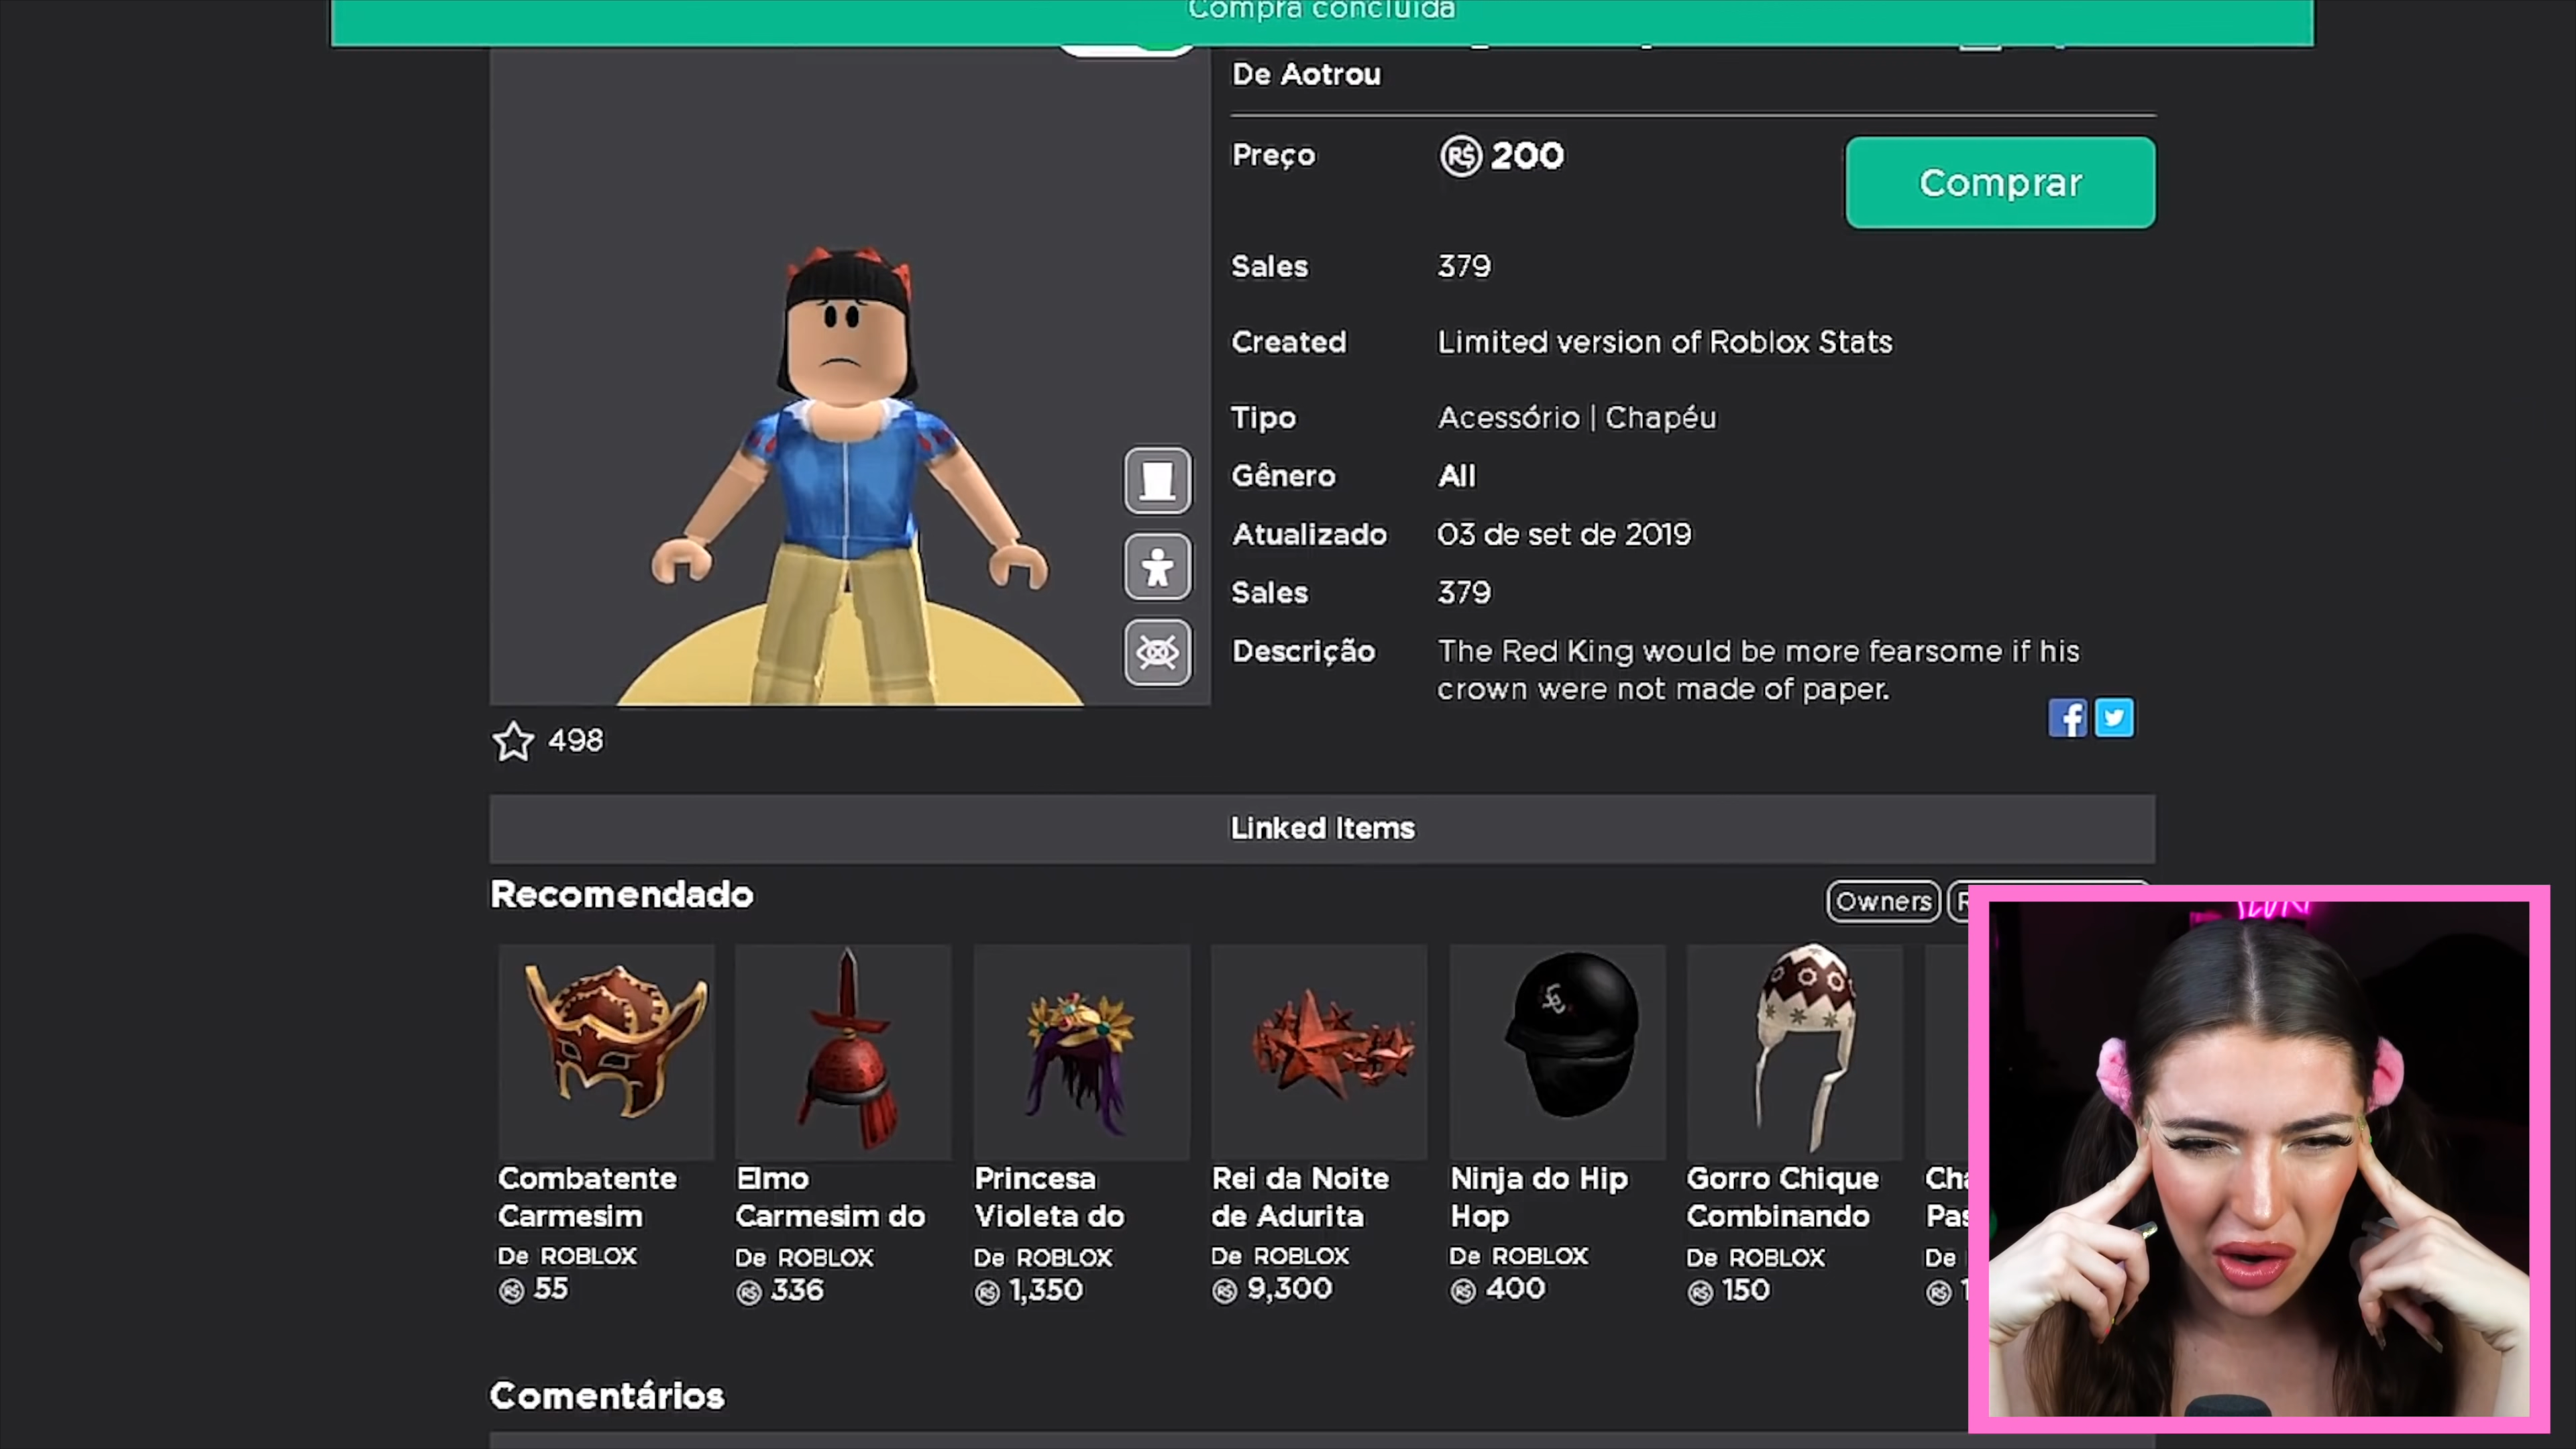 Compra concluída
De Aotrou
Preço
R$ 200
Comprar
Sales 379
Created Limited version of Roblox Stats
Tipo Acessório | Chapéu
Gênero All
Atualizado 03 de set de 2019
Sales 379
Descrição The Red King would be more fearsome if his
crown were not made of paper.
498
Linked Items
Recomendado
Owners
Combatente
Carmesim
De ROBLOX
R$ 55
Elmo
Carmesim do
De ROBLOX
R$ 336
Princesa
Violeta do
De ROBLOX
R$ 1,350
Rei da Noite
de Adurita
De ROBLOX
R$ 9,300
Ninja do Hip
Hop
De ROBLOX
R$ 400
Gorro Chique
Combinando
De ROBLOX
R$ 150
De
Comentários